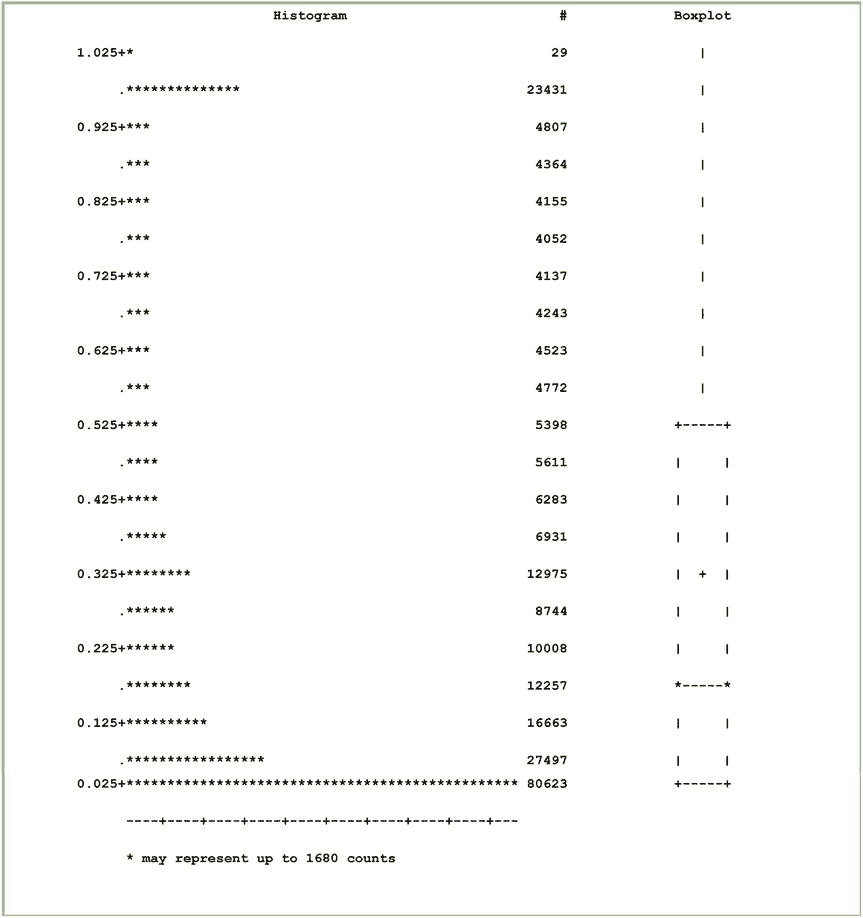 Histogram # Boxplot
1.025+* 29 |
.************** 23431 |
0.925+*** 4807 |
.*** 4364 |
0.825+*** 4155 |
.*** 4052 |
0.725+*** 4137 |
.*** 4243 |
0.625+*** 4523 |
.*** 4772 |
0.525+**** 5398 +-----+
.**** 5611 | |
0.425+**** 6283 | |
.***** 6931 | |
0.325+******** 12975 | + |
.****** 8744 | |
0.225+****** 10008 | |
.******** 12257 *-----*
0.125+********** 16663 | |
.***************** 27497 | |
0.025+************************************************ 80623 +-----+
----+----+----+----+----+----+----+----+----+---
* may represent up to 1680 counts